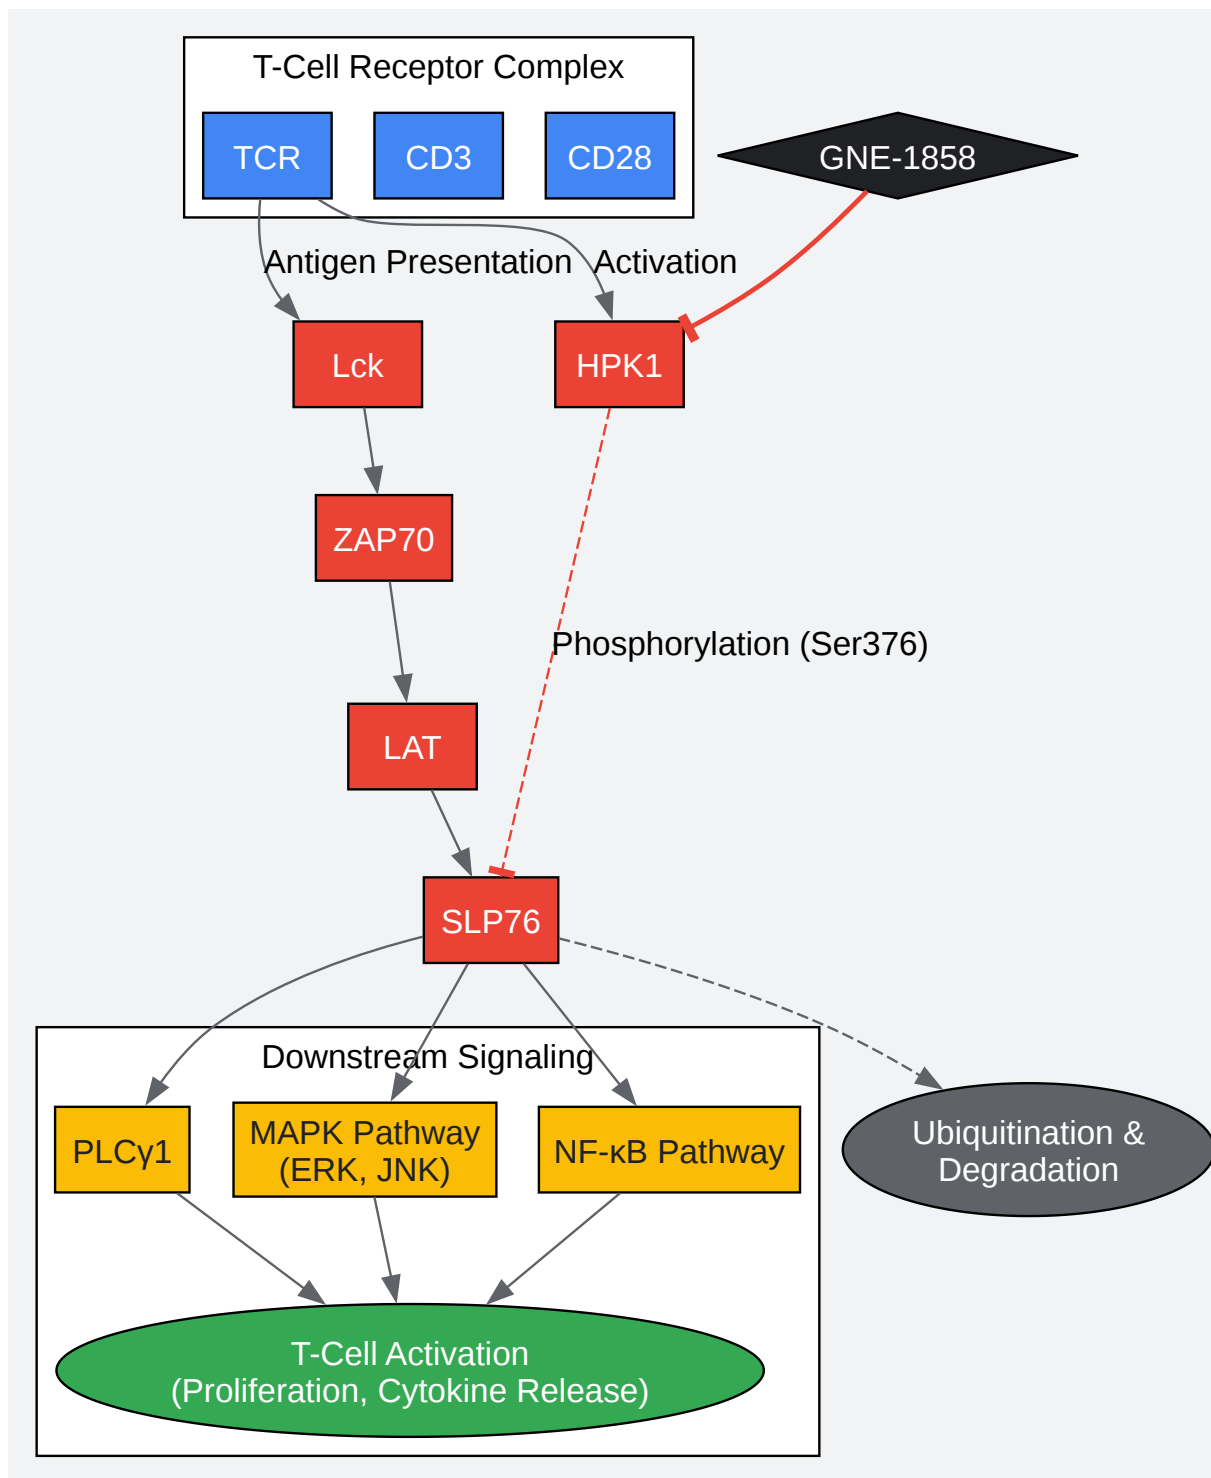 T-Cell Receptor Complex
TCR
CD3
CD28
GNE-1858
Antigen Presentation
Activation
Lck
HPK1
ZAP70
Phosphorylation (Ser376)
LAT
SLP76
Downstream Signaling
PLCγ1
MAPK Pathway
(ERK, JNK)
NF-κB Pathway
Ubiquitination &
Degradation
T-Cell Activation
(Proliferation, Cytokine Release)